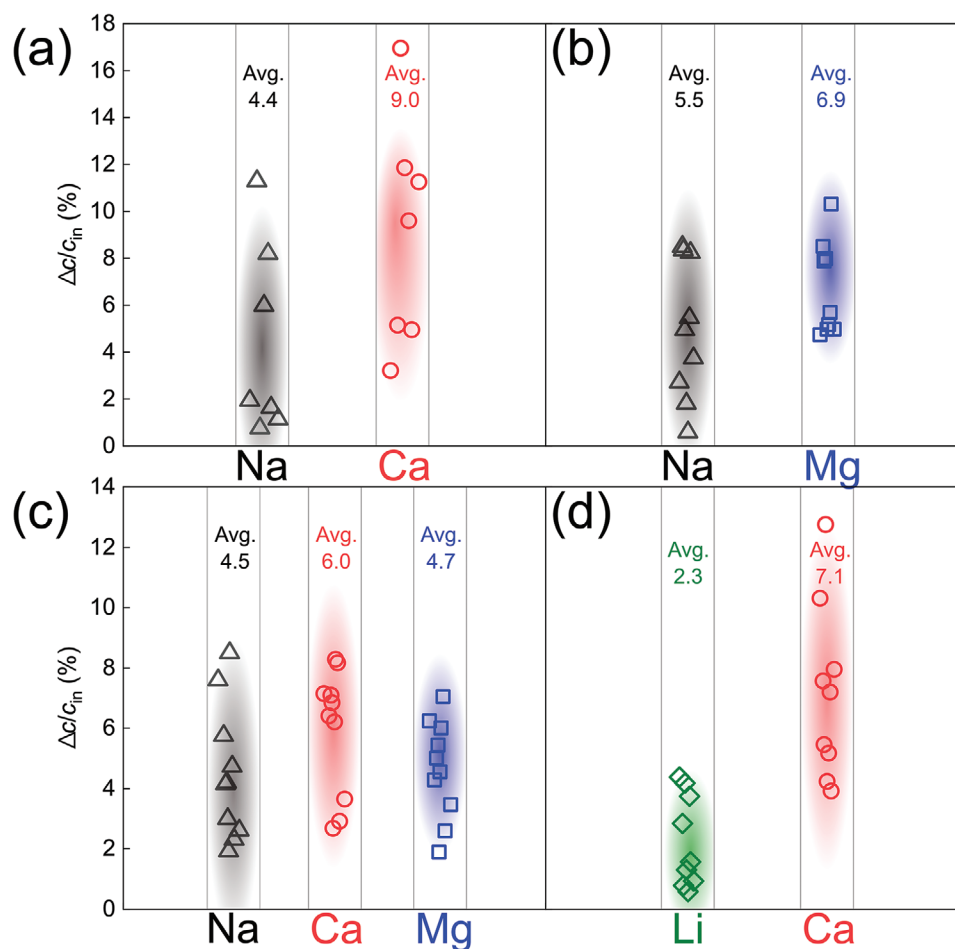 (a)
(b)
18
16
14
12
10
8
6
4
2
0
Δc/cin (%)
Avg.
4.4
Avg.
9.0
Avg.
5.5
Avg.
6.9
Na
Ca
Na
Mg
(c)
(d)
14
12
10
8
6
4
2
0
Δc/cin (%)
Avg.
4.5
Avg.
6.0
Avg.
4.7
Avg.
2.3
Avg.
7.1
Na
Ca
Mg
Li
Ca